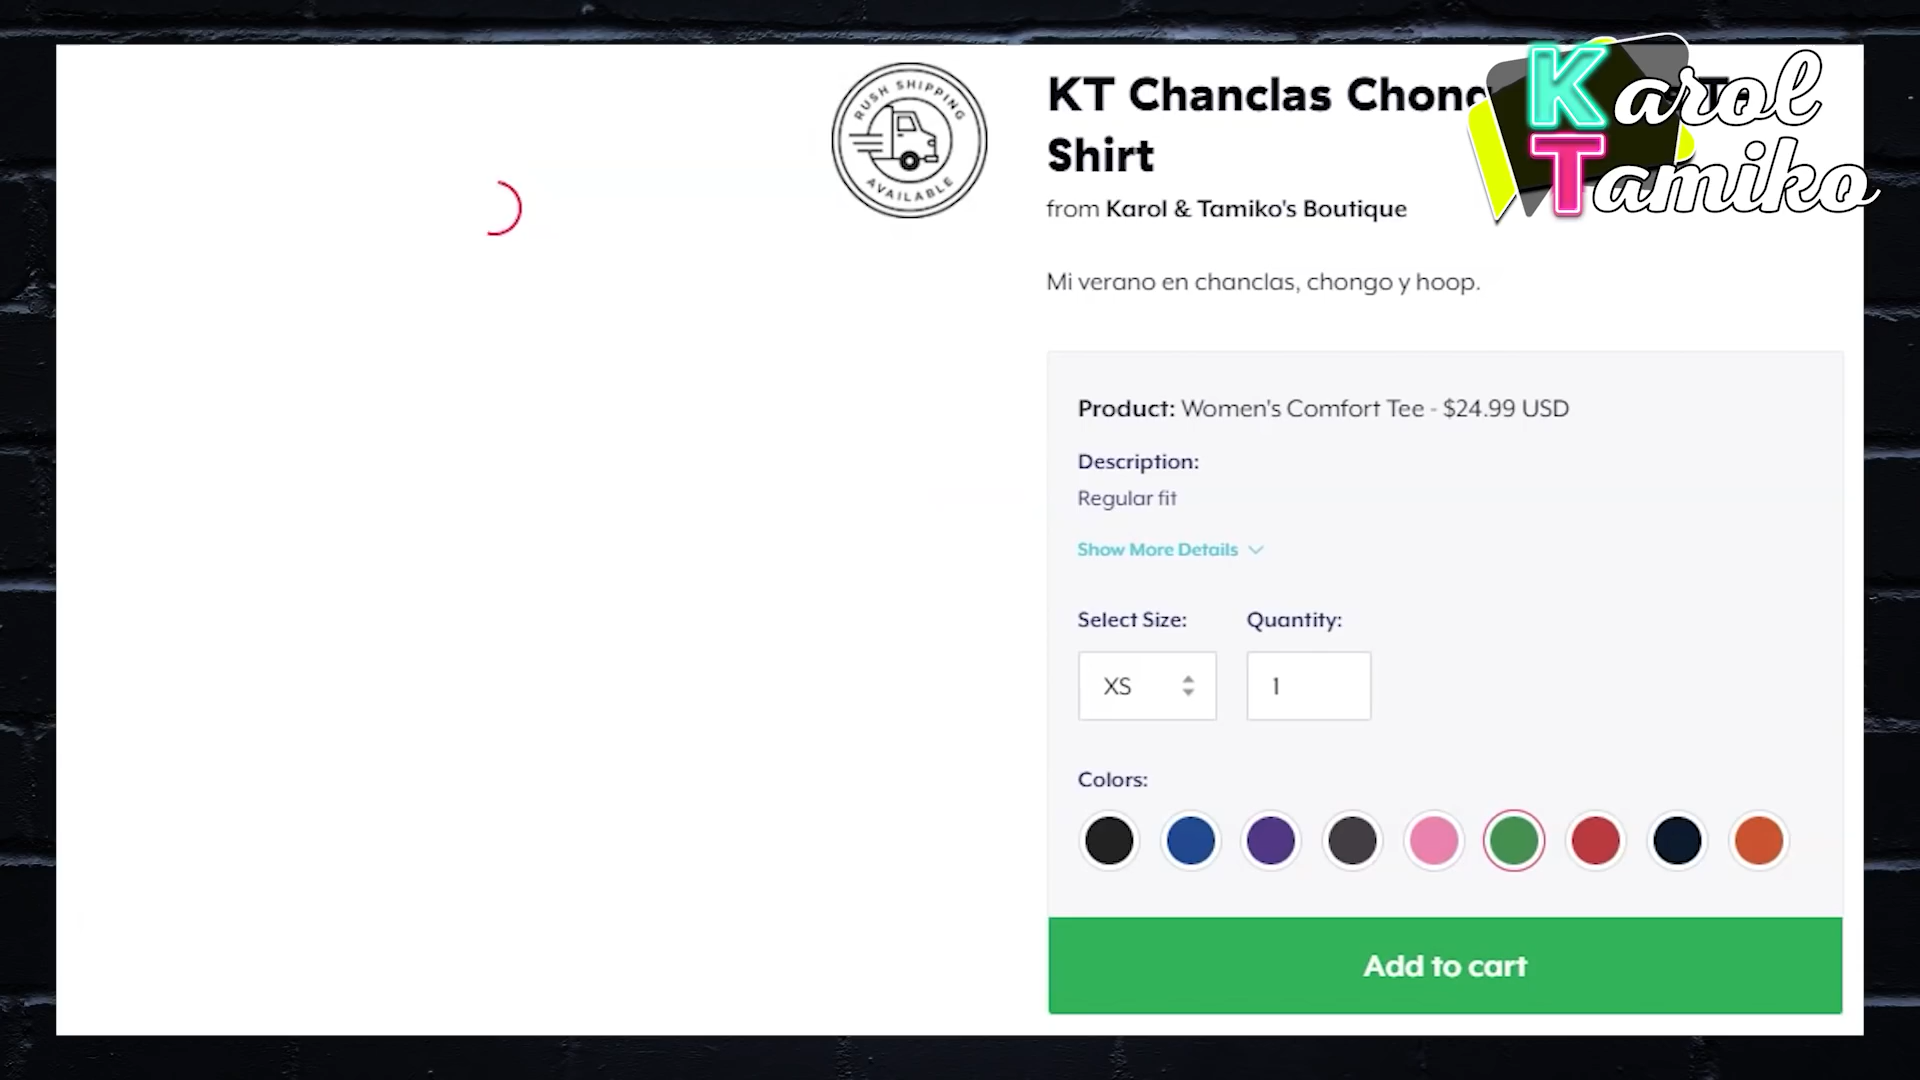 RUSH SHIPPING
AVAILABLE
KT Chanclas
Shirt
from Karol & Tamiko's Boutique
Karol
Tamiko
Mi verano en chanclas, chongo y hoop.
Product: Women's Comfort Tee - $24.99 USD
Description:
Regular fit
Show More Details
Select Size: Quantity:
XS 1
Colors:
Add to cart